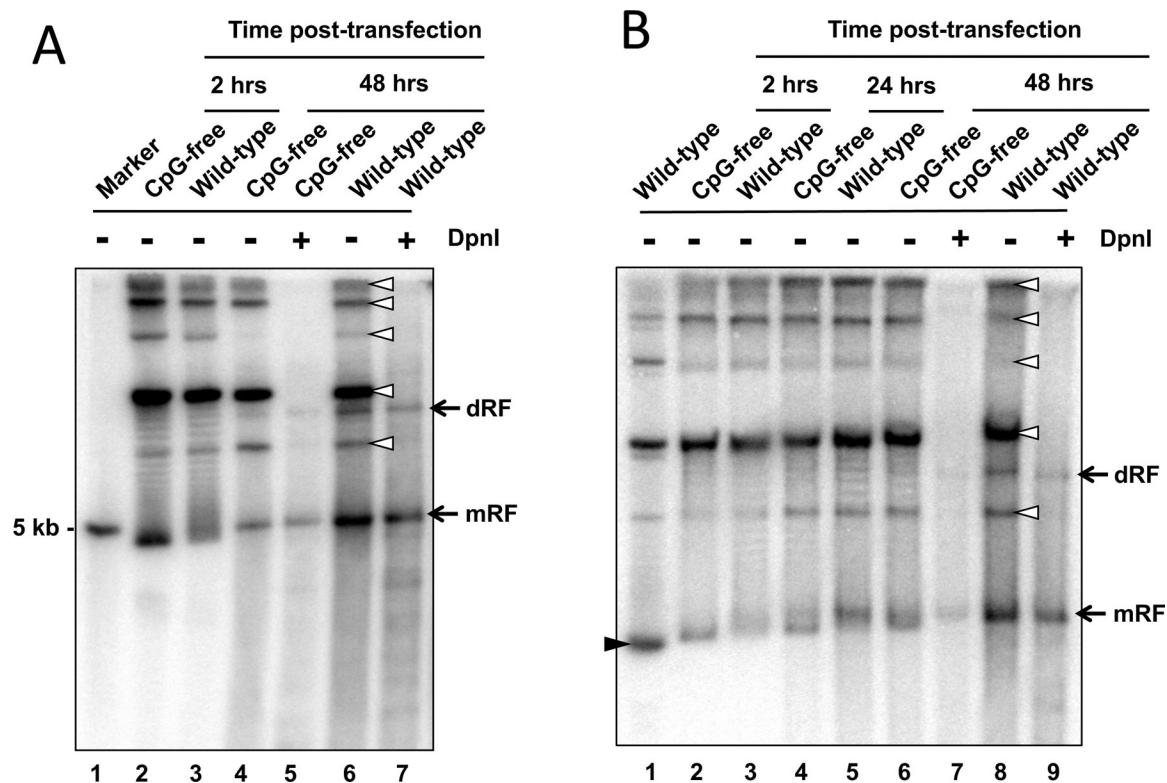 A
Time post-transfection
2 hrs
48 hrs
Marker
CpG-free
Wild-type
CpG-free
CpG-free
Wild-type
Wild-type
- - - - + - + DpnI
dRF
5 kb -
mRF
1 2 3 4 5 6 7
B
Time post-transfection
2 hrs
24 hrs
48 hrs
Wild-type
CpG-free
Wild-type
CpG-free
Wild-type
CpG-free
CpG-free
Wild-type
Wild-type
- - - - - - + - + DpnI
dRF
mRF
1 2 3 4 5 6 7 8 9